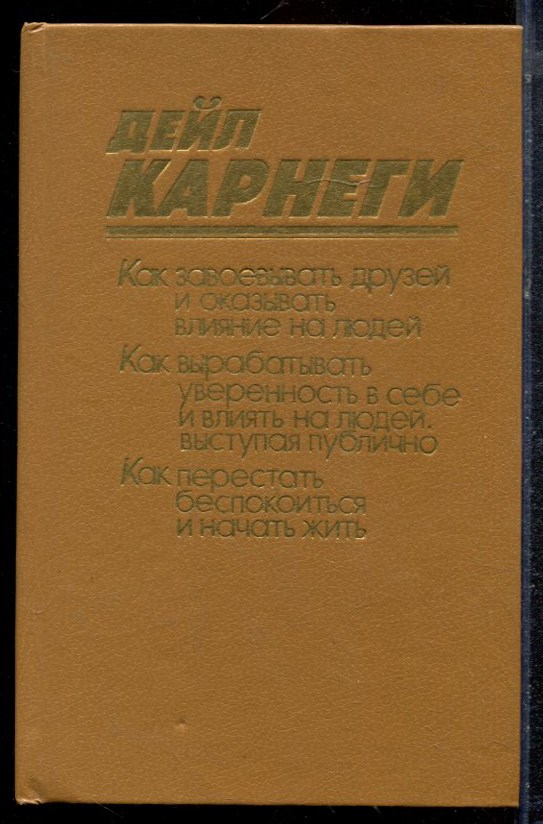 ДЕЙЛ
КАРНЕГИ
Как завоевывать друзей
и оказывать
влияние на людей
Как вырабатывать
уверенность в себе
и влиять на людей.
выступая публично
Как перестать
беспокоиться
и начать жить